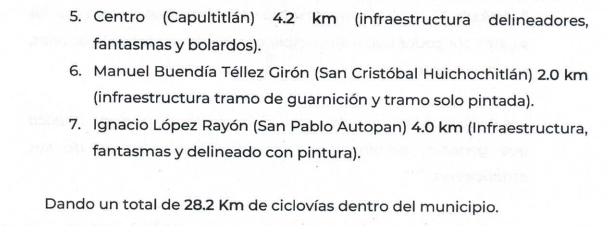 5. Centro (Capultitlán) 4.2 km (infraestructura delineadores,
fantasmas y bolardos).
6. Manuel Buendía Téllez Girón (San Cristóbal Huichochitlán) 2.0 km
(infraestructura tramo de guarnición y tramo solo pintada).
7. Ignacio López Rayón (San Pablo Autopan) 4.0 km (Infraestructura,
fantasmas y delineado con pintura).
Dando un total de 28.2 Km de ciclovías dentro del municipio.